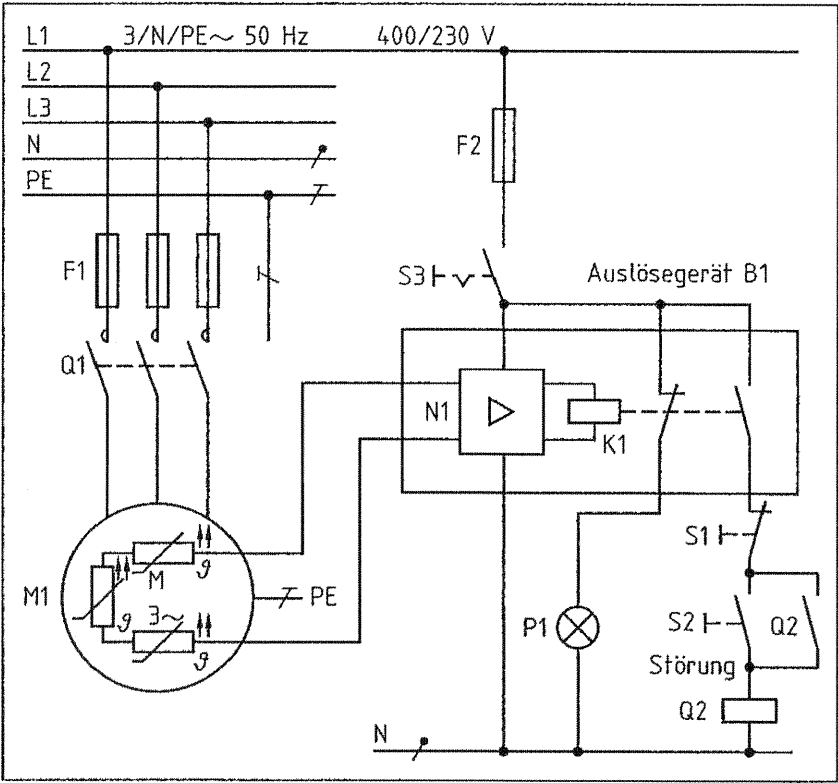 L1 3/N/PE~ 50 Hz 400/230 V
L2
L3
N
PE
F2
F1
S3
Auslösegerät B1
Q1
N1
K1
S1
M1
M
ϑ
3~
ϑ
ϑ
PE
P1
S2
Q2
Störung
Q2
N